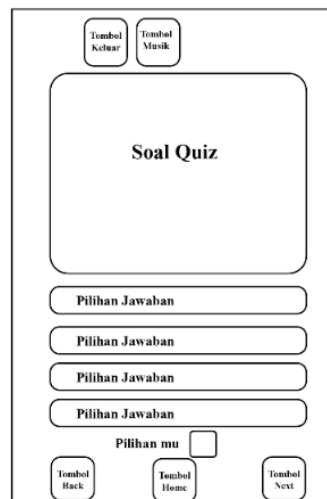 Tombol Keluar
Tombol Musik
Soal Quiz
Pilihan Jawaban
Pilihan Jawaban
Pilihan Jawaban
Pilihan Jawaban
Pilihan mu
Tombol Back
Tombol Home
Tombol Next